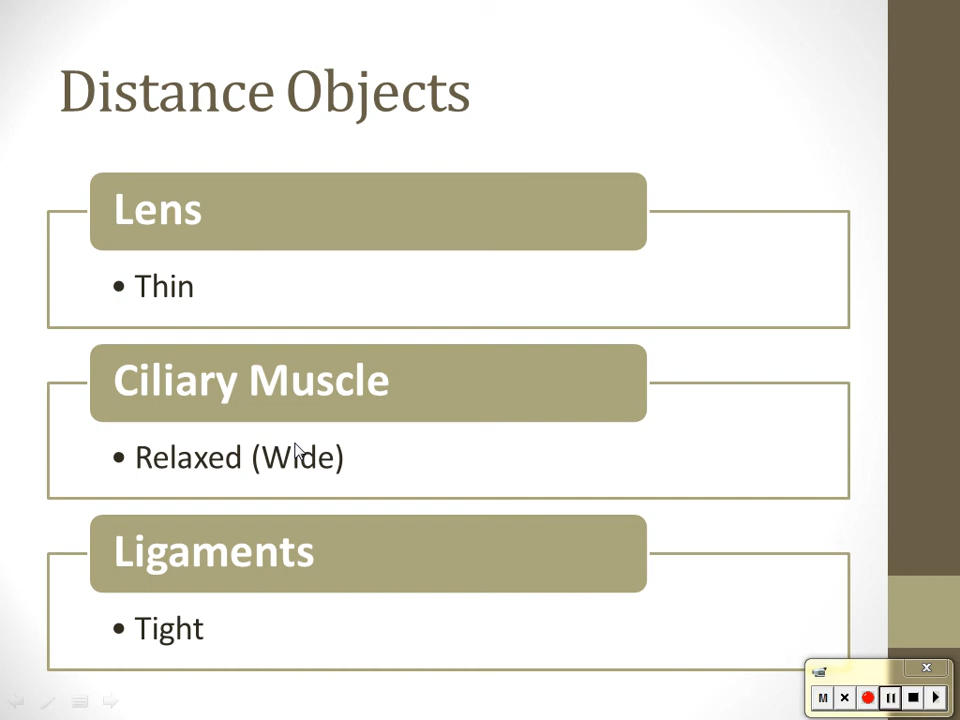 Distance Objects
Lens
• Thin
Ciliary Muscle
• Relaxed (Wide)
Ligaments
• Tight
M